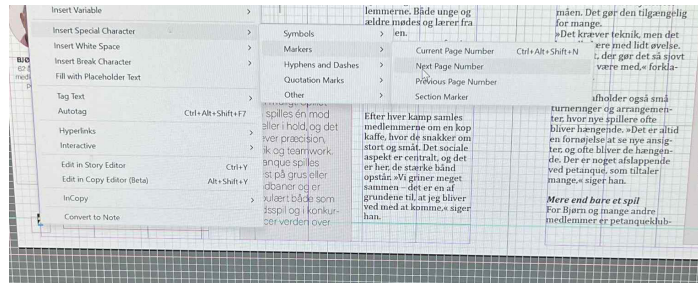 Insert Variable
Insert Special Character
Insert White Space
Insert Break Character
Fill with Placeholder Text
Tag Text
Autotag Ctrl+Alt+Shift+F7
Hyperlinks
Interactive
Edit in Story Editor Ctrl+Y
Edit in Copy Editor (Beta) Alt+Shift+Y
InCopy
Convert to Note
Symbols
Markers
Hyphens and Dashes
Quotation Marks
Other
Current Page Number Ctrl+Alt+Shift+N
Next Page Number
Previous Page Number
Section Marker
spilles én mod
eller i hold, og det
ver præcision,
ik og teamwork.
anque spilles
st på grus eller
dbaner og er
ulært både som
dsspil og i konkur-
cer verden over
lemmerne. Både unge og
ældre mødes og lærer fra
en.
Efter hver kamp samles
medlemmerne om en kop
kaffe, hvor de snakker om
stort og småt. Det sociale
aspekt er centralt, og det
er her, de stærke bånd
opstår. »Vi griner meget
sammen – det er en af
grundene til, at jeg bliver
ved med at komme,« siger
han.
måen. Det gør den tilgængelig
for mange.
»Det kræver teknik, men det
ære med lidt øvelse.
t, der gør det så sjovt
være med,« forkla-
afholder også små
turneringer og arrangemen-
ter, hvor nye spillere ofte
bliver hængende. »Det er altid
en fornøjelse at se nye ansig-
ter, og ofte bliver de hængen-
de. Der er noget afslappende
ved petanque, som tiltaler
mange,« siger han.
Mere end bare et spil
For Bjørn og mange andre
medlemmer er petanqueklub-